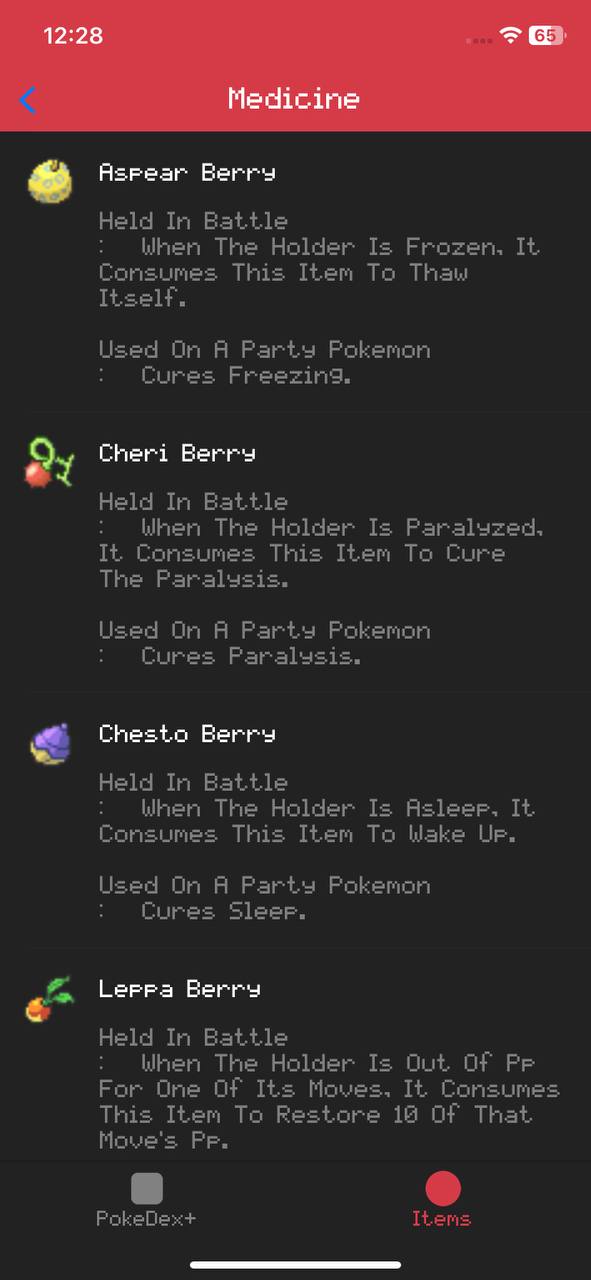 12:28
65
Medicine
Aspear Berry
Held In Battle
:   When The Holder Is Frozen, It
Consumes This Item To Thaw
Itself.
Used On A Party Pokemon
:   Cures Freezing.
Cheri Berry
Held In Battle
:   When The Holder Is Paralyzed,
It Consumes This Item To Cure
The Paralysis.
Used On A Party Pokemon
:   Cures Paralysis.
Chesto Berry
Held In Battle
:   When The Holder Is Asleep, It
Consumes This Item To Wake Up.
Used On A Party Pokemon
:   Cures Sleep.
Leppa Berry
Held In Battle
:   When The Holder Is Out Of Pp
For One Of Its Moves, It Consumes
This Item To Restore 10 Of That
Move's Pp.
PokeDex+
Items